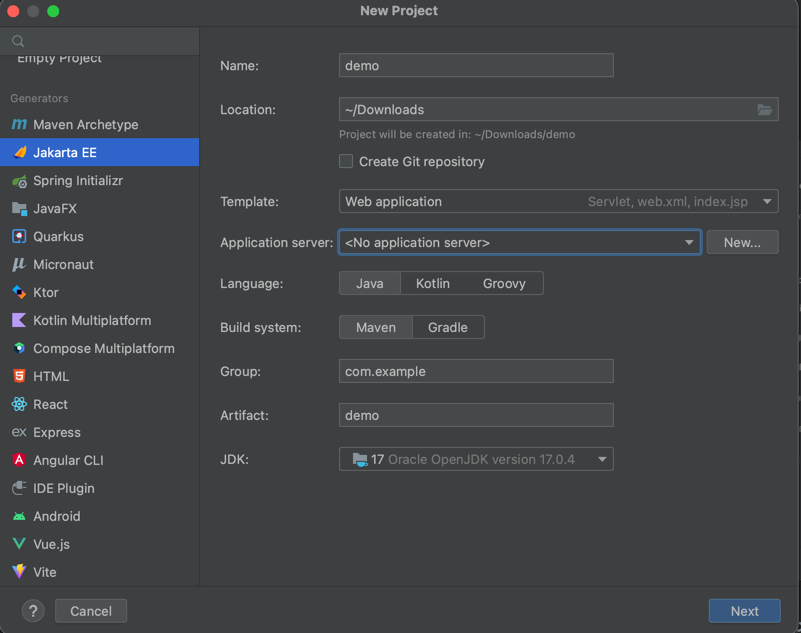 New Project
Empty Project
Generators
Maven Archetype
Jakarta EE
Spring Initializr
JavaFX
Quarkus
Micronaut
Ktor
Kotlin Multiplatform
Compose Multiplatform
HTML
React
ex Express
Angular CLI
IDE Plugin
Android
Vue.js
Vite
Name: demo
Location: ~/Downloads
Project will be created in: ~/Downloads/demo
Create Git repository
Template: Web application Servlet, web.xml, index.jsp
Application server: <No application server> New...
Language: Java Kotlin Groovy
Build system: Maven Gradle
Group: com.example
Artifact: demo
JDK: 17 Oracle OpenJDK version 17.0.4
? Cancel Next